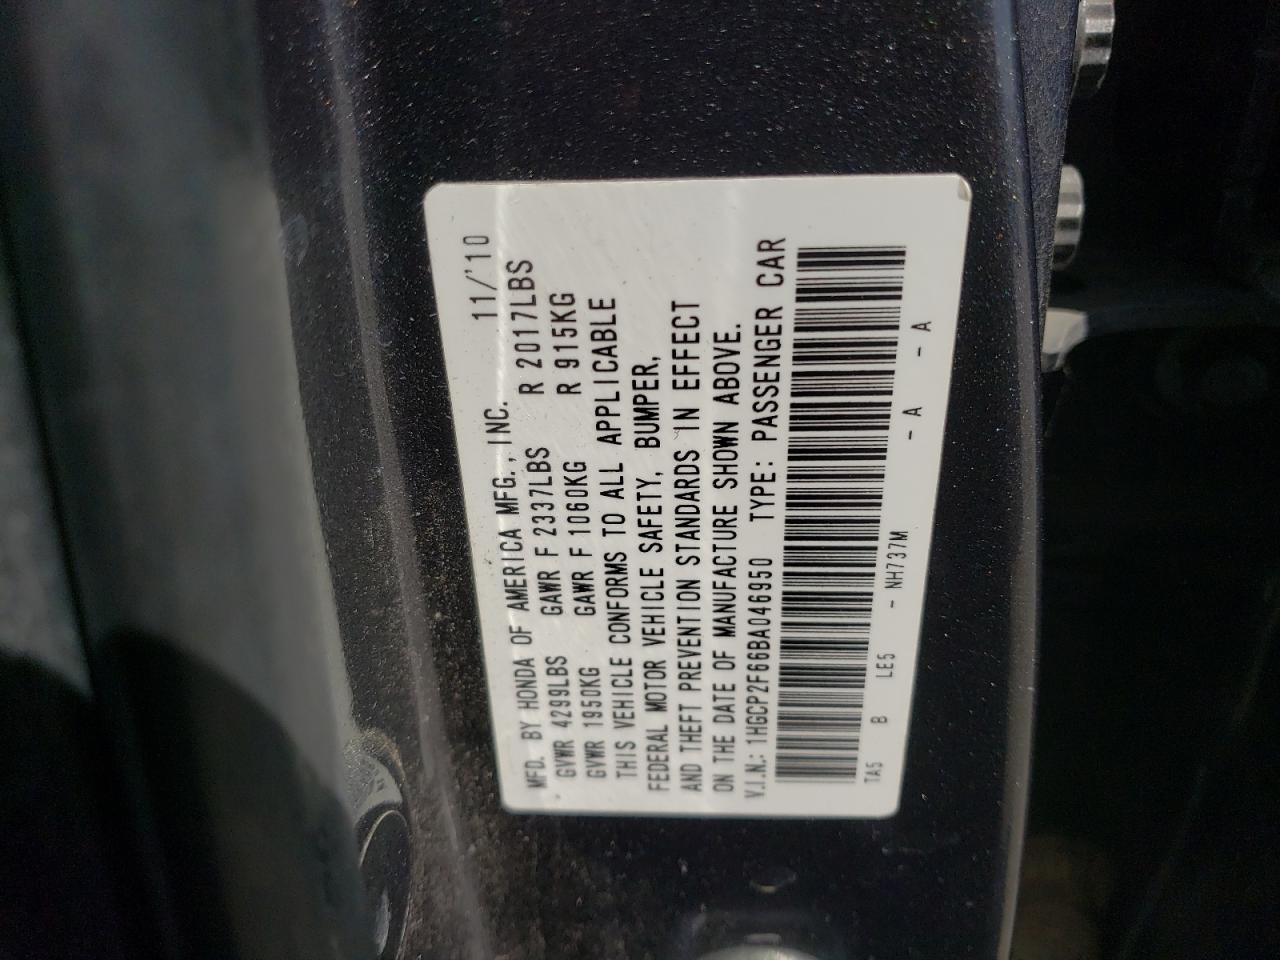 MFD. BY HONDA OF AMERICA MFG., INC. 11/'10
GVWR 4299LBS GAWR F 2337LBS R 2017LBS
GVWR 1950KG GAWR F 1060KG R 915KG
THIS VEHICLE CONFORMS TO ALL APPLICABLE
FEDERAL MOTOR VEHICLE SAFETY, BUMPER,
AND THEFT PREVENTION STANDARDS IN EFFECT
ON THE DATE OF MANUFACTURE SHOWN ABOVE.
V.I.N.: 1HGCP2F66BA046950 TYPE: PASSENGER CAR
TA5 B LE5 - NH737M - A - A